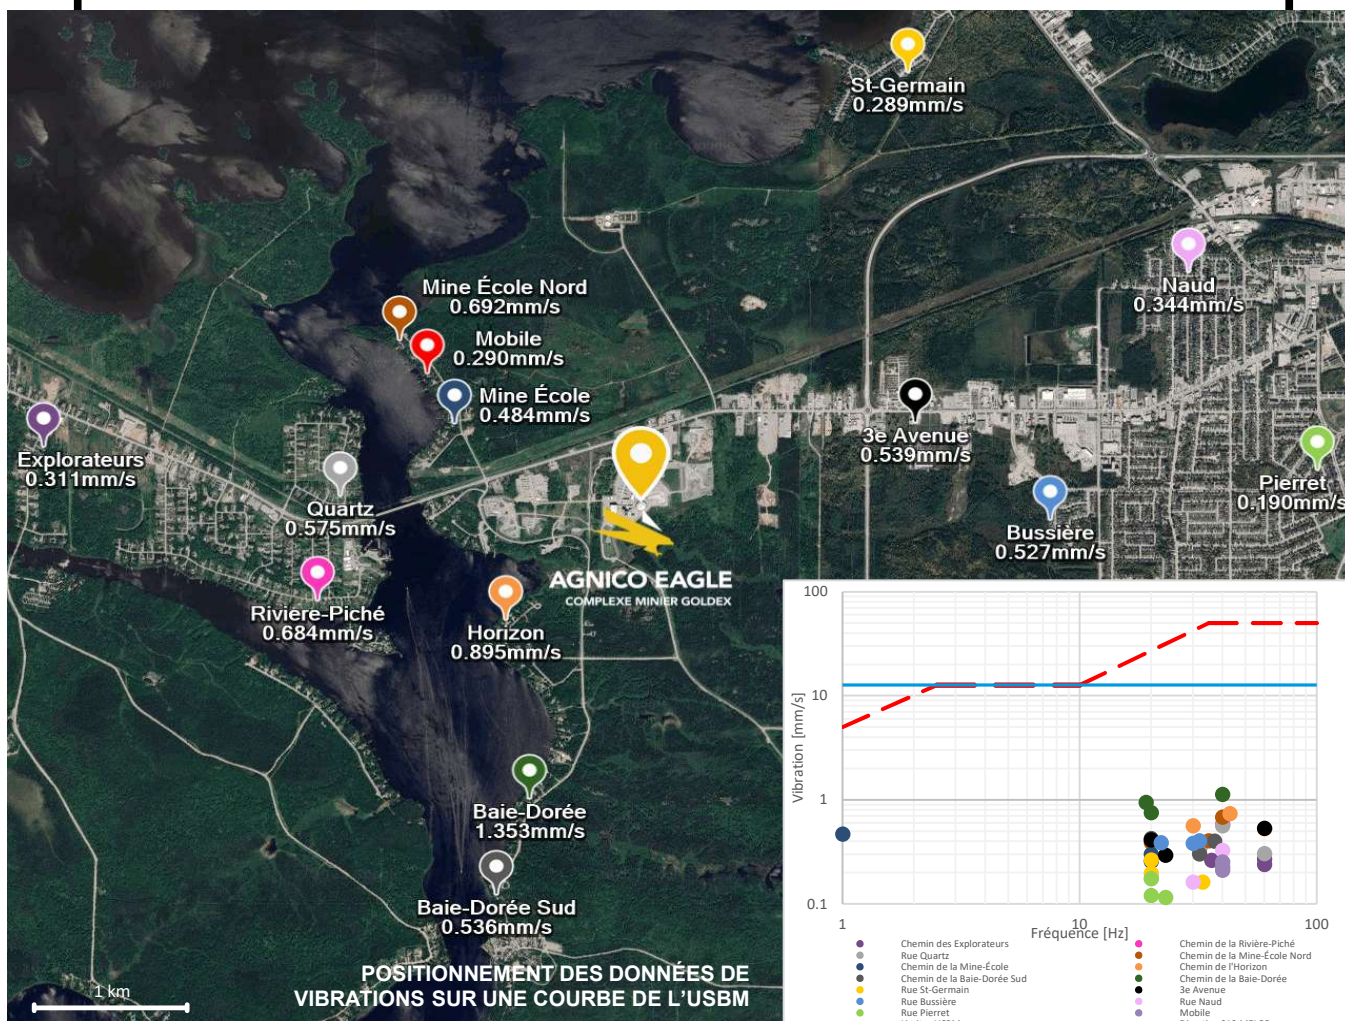 St-Germain
0.289mm/s
Naud
0.344mm/s
Mine École Nord
0.692mm/s
Mobile
0.290mm/s
Mine École
0.484mm/s
3e Avenue
0.539mm/s
Explorateurs
0.311mm/s
Quartz
0.575mm/s
Pierret
0.190mm/s
Bussière
0.527mm/s
AGNICO EAGLE
COMPLEXE MINIER GOLDEX
Riviere-Piché
0.684mm/s
Horizon
0.895mm/s
Baie-Dorée
1.353mm/s
Baie-Dorée Sud
0.536mm/s
POSITIONNEMENT DES DONNÉES DE
VIBRATIONS SUR UNE COURBE DE L'USBM
1 km
Vibration [mm/s]
100
10
1
0.1
1
10
100
Fréquence [Hz]
Chemin des Explorateurs
Chemin de la Rivière-Piché
Rue Quartz
Chemin de la Mine-École Nord
Chemin de la Mine-École
Chemin de l'Horizon
Chemin de la Baie-Dorée Sud
Chemin de la Baie-Dorée
Rue St-Germain
3e Avenue
Rue Bussière
Rue Naud
Rue Pierret
Mobile